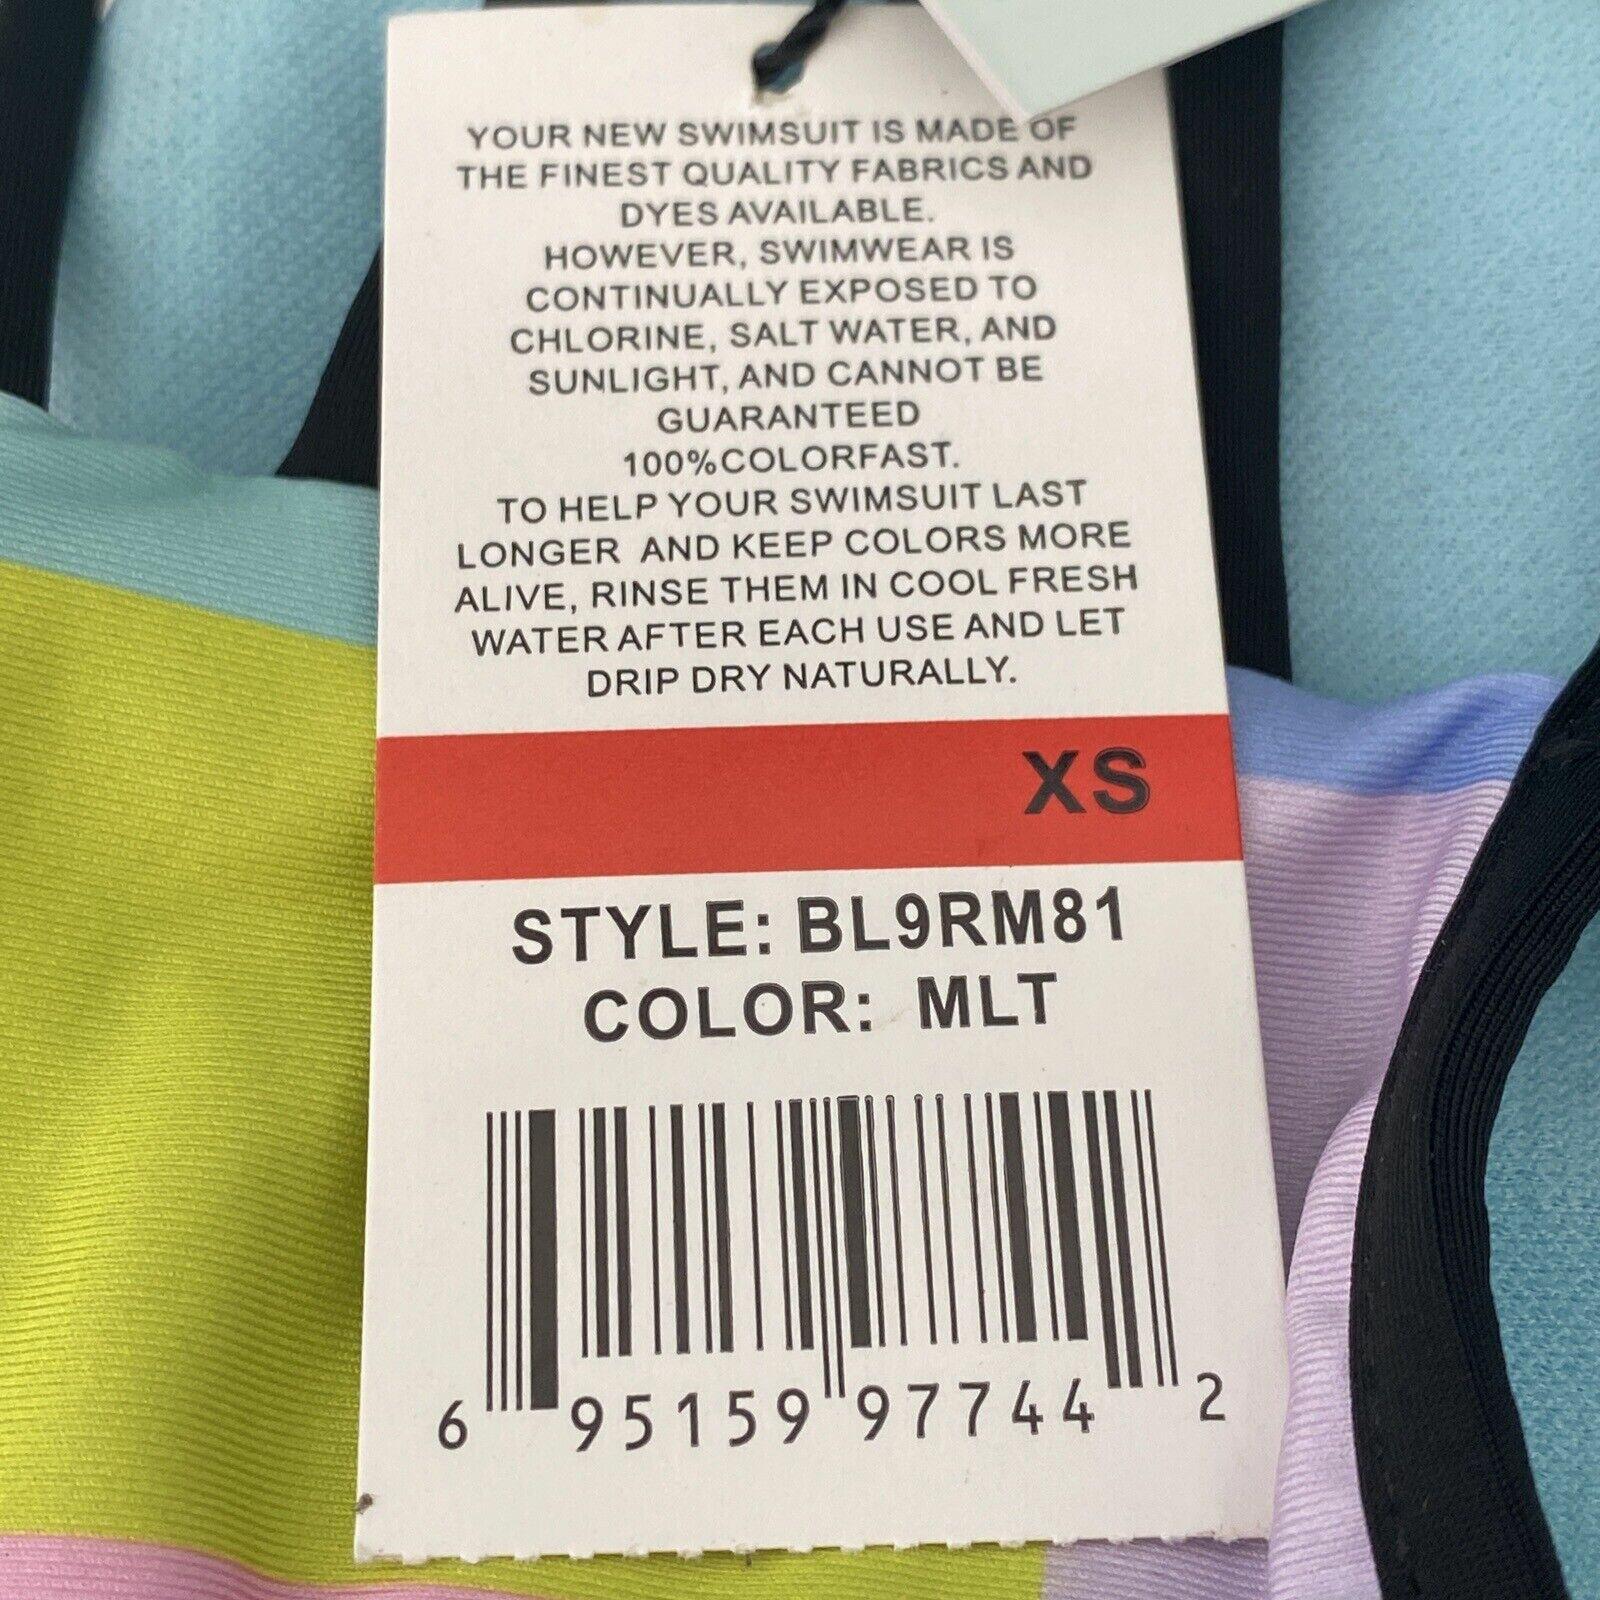 YOUR NEW SWIMSUIT IS MADE OF
THE FINEST QUALITY FABRICS AND
DYES AVAILABLE.
HOWEVER, SWIMWEAR IS
CONTINUALLY EXPOSED TO
CHLORINE, SALT WATER, AND
SUNLIGHT, AND CANNOT BE
GUARANTEED
100%COLORFAST.
TO HELP YOUR SWIMSUIT LAST
LONGER AND KEEP COLORS MORE
ALIVE, RINSE THEM IN COOL FRESH
WATER AFTER EACH USE AND LET
DRIP DRY NATURALLY.
XS
STYLE: BL9RM81
COLOR: MLT
6 95159 97744 2